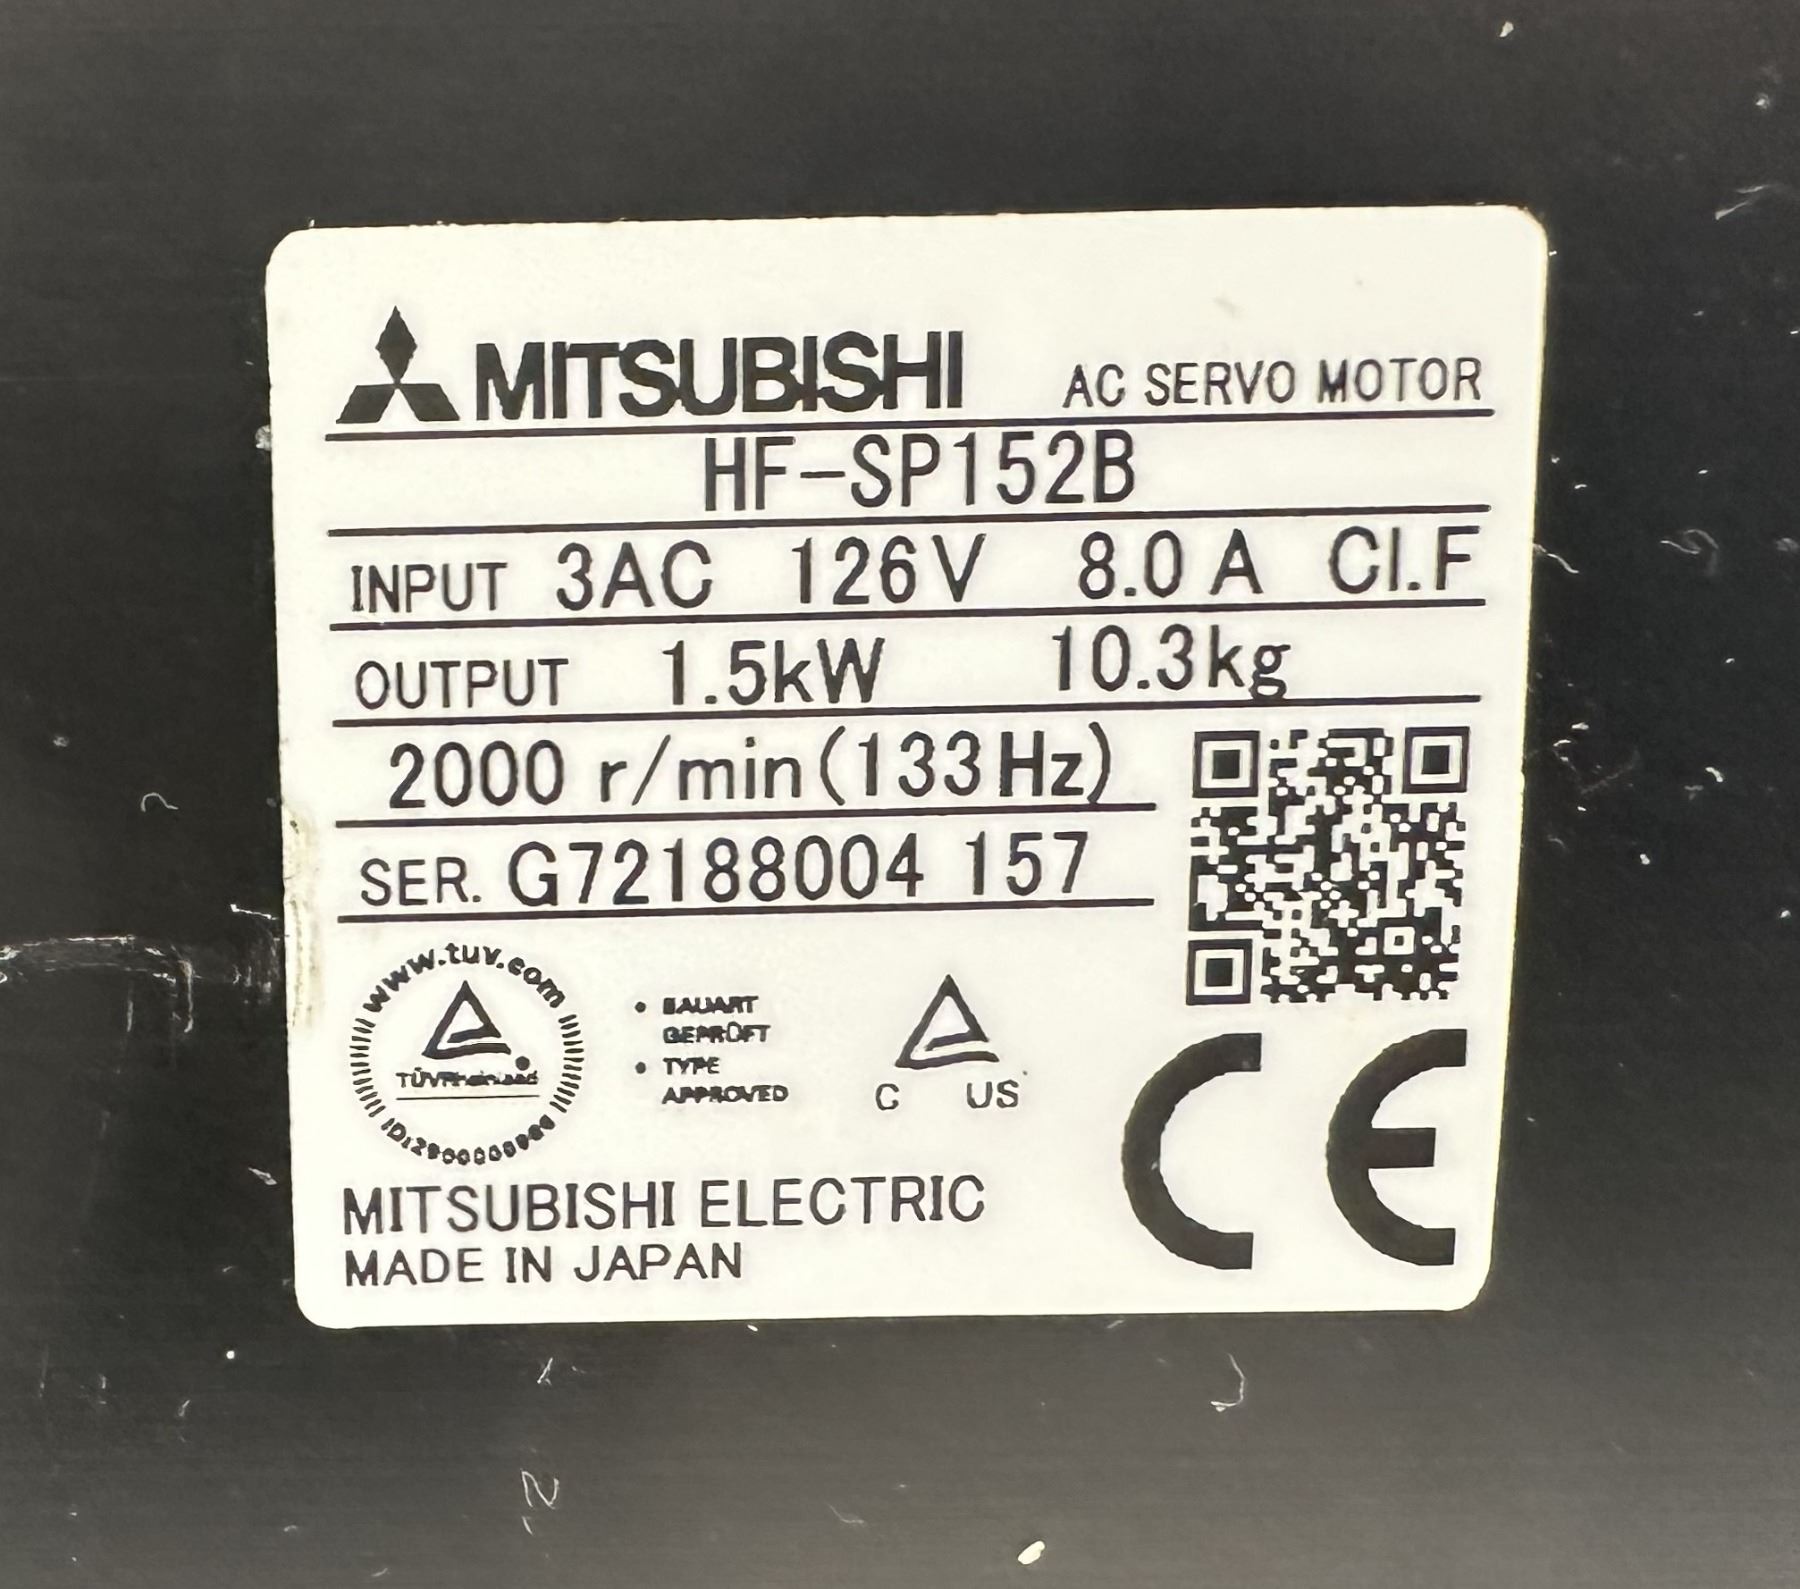 MITSUBISHI AC SERVO MOTOR
HF-SP152B
INPUT 3AC 126V 8.0A CI.F
OUTPUT 1.5kW 10.3kg
2000 r/min(133Hz)
SER. G72188004 157
www.tuv.com
TÜVRheinland
• BAUART
GEPRÜFT
• TYPE
APPROVED
C US
CE
MITSUBISHI ELECTRIC
MADE IN JAPAN